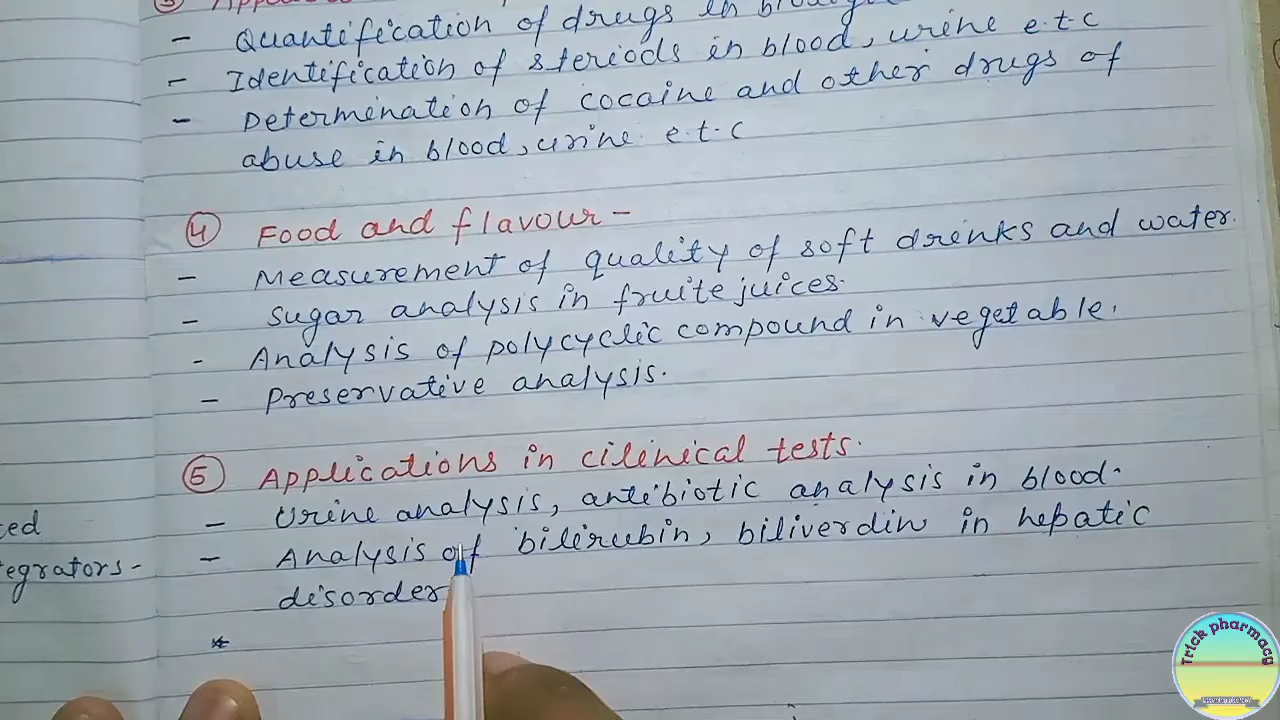 - Quantification of drugs in
- Identification of steriods in blood, urine e.t.c
- Determination of cocaine and other drugs of
abuse in blood, urine e.t.c
④ Food and flavour -
- Measurement of quality of soft drinks and water.
- Sugar analysis in fruite juices.
- Analysis of polycyclic compound in vegetable.
- Preservative analysis.
⑤ Applications in cilinical tests.
- Urine analysis, antibiotic analysis in blood.
- Analysis of bilirubin, biliverdin in hepatic
disorder
egrators -
Trick pharmacy